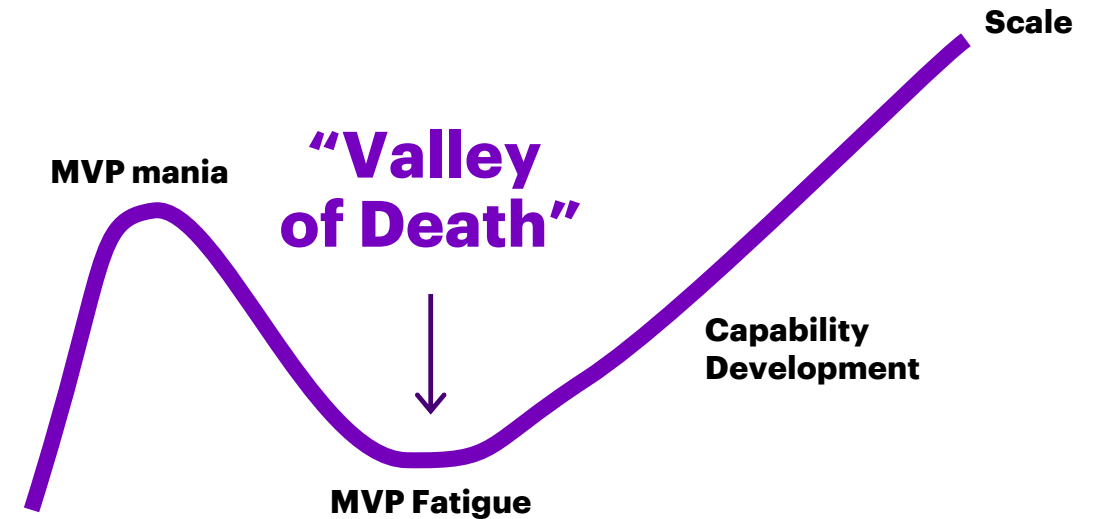 Scale
MVP mania
“Valley
of Death”
Capability
Development
MVP Fatigue